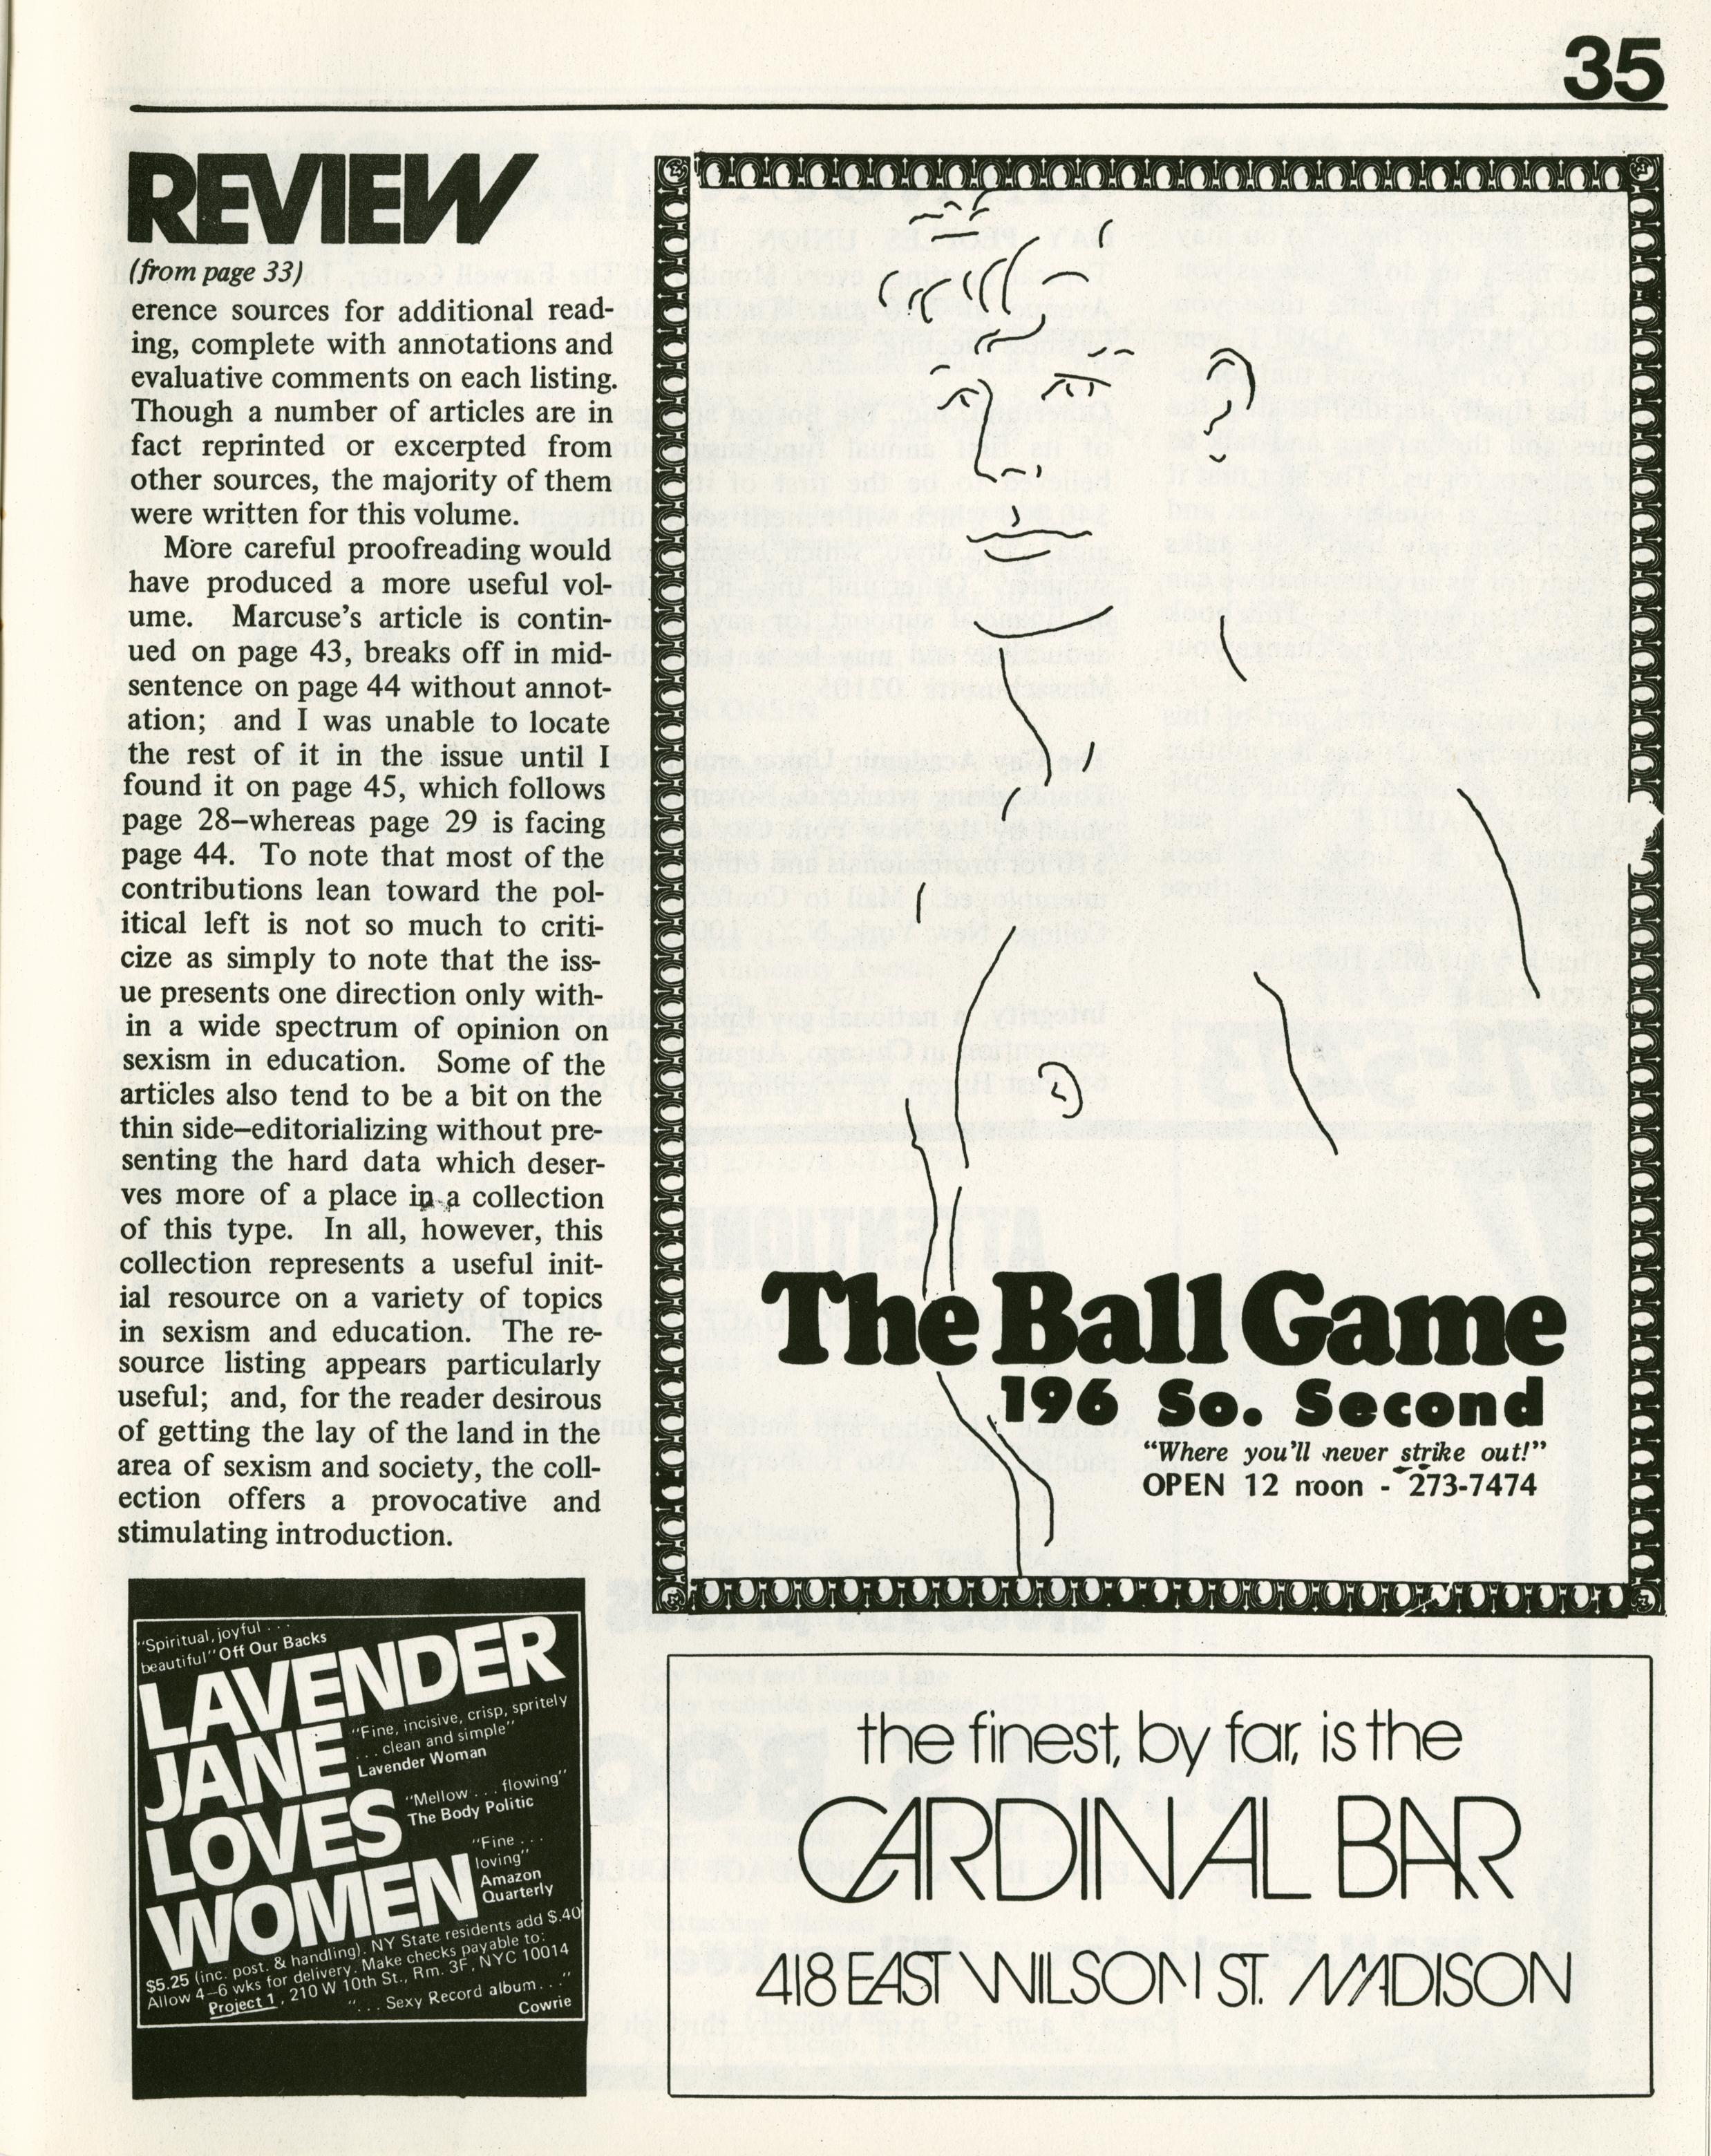 35
REVIEW
(from page 33)
erence sources for additional read-
ing, complete with annotations and
evaluative comments on each listing.
Though a number of articles are in
fact reprinted or excerpted from
other sources, the majority of them
were written for this volume.
More careful proofreading would
have produced a more useful vol-
ume. Marcuse's article is contin-
ued on page 43, breaks off in mid-
sentence on page 44 without annot-
ation; and I was unable to locate
the rest of it in the issue until I
found it on page 45, which follows
page 28—whereas page 29 is facing
page 44. To note that most of the
contributions lean toward the pol-
itical left is not so much to criti-
cize as simply to note that the iss-
ue presents one direction only with-
in a wide spectrum of opinion on
sexism in education. Some of the
articles also tend to be a bit on the
thin side—editorializing without pre-
senting the hard data which deser-
ves more of a place in a collection
of this type. In all, however, this
collection represents a useful init-
ial resource on a variety of topics
in sexism and education. The re-
source listing appears particularly
useful; and, for the reader desirous
of getting the lay of the land in the
area of sexism and society, the coll-
ection offers a provocative and
stimulating introduction.
"Spiritual, joyful . . .
beautiful" Off Our Backs
LAVENDER
JANE
"Fine, incisive, crisp, spritely
. . . clean and simple"
Lavender Woman
LOVES
"Mellow . . . flowing"
The Body Politic
WOMEN
"Fine . . .
loving"
Amazon
Quarterly
$5.25 (inc. post. & handling). NY State residents add $.40
Allow 4–6 wks for delivery. Make checks payable to:
Project 1, 210 W 10th St., Rm. 3F, NYC 10014
". . . Sexy Record album. . ."
Cowrie
The Ball Game
196 So. Second
"Where you'll never strike out!"
OPEN 12 noon - 273-7474
the finest, by far, is the
CARDINAL BAR
418 EAST WILSON ST. MADISON